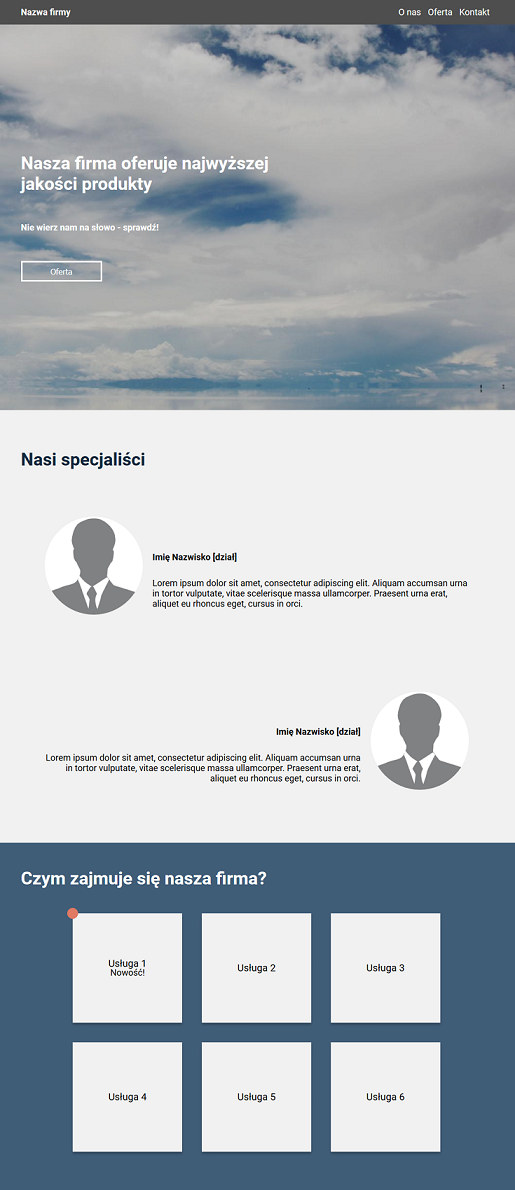 Nazwa firmy
O nas Oferta Kontakt
Nasza firma oferuje najwyższej
jakości produkty
Nie wierz nam na słowo - sprawdź!
Oferta
Nasi specjaliści
Imię Nazwisko [dział]
Lorem ipsum dolor sit amet, consectetur adipiscing elit. Aliquam accumsan urna
in tortor vulputate, vitae scelerisque massa ullamcorper. Praesent urna erat,
aliquet eu rhoncus eget, cursus in orci.
Imię Nazwisko [dział]
Lorem ipsum dolor sit amet, consectetur adipiscing elit. Aliquam accumsan urna
in tortor vulputate, vitae scelerisque massa ullamcorper. Praesent urna erat,
aliquet eu rhoncus eget, cursus in orci.
Czym zajmuje się nasza firma?
Usługa 1
Nowość!
Usługa 2
Usługa 3
Usługa 4
Usługa 5
Usługa 6